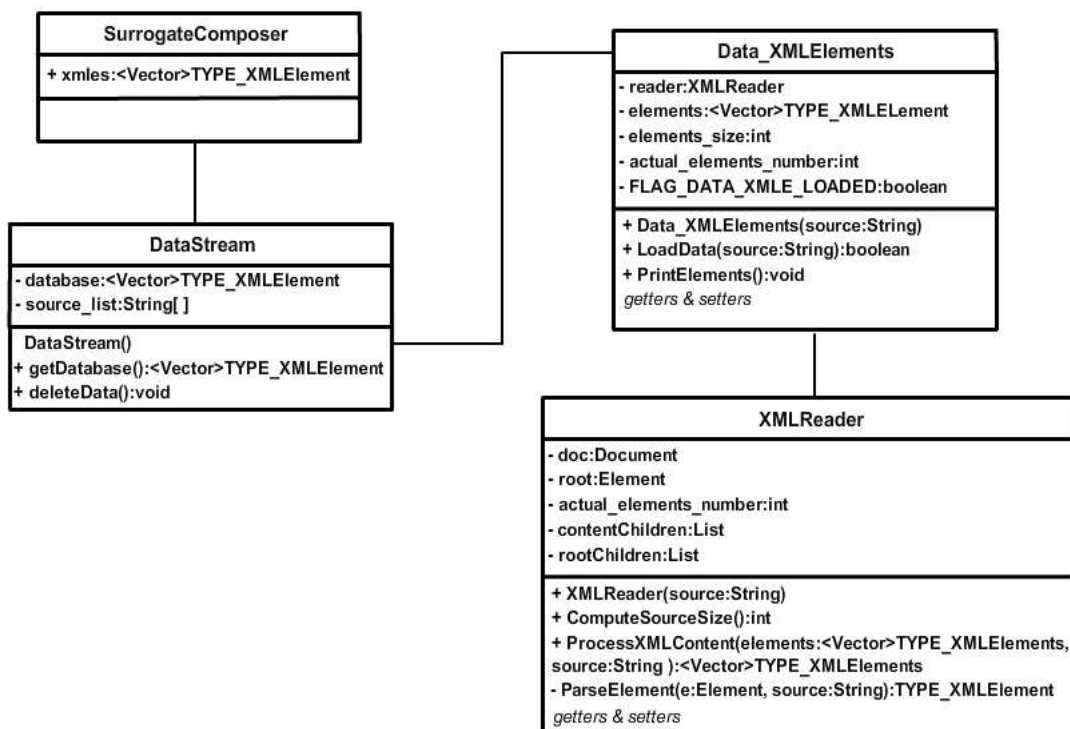 SurrogateComposer
+ xmles:<Vector>TYPE_XMLElement
DataStream
- database:<Vector>TYPE_XMLElement
- source_list:String[ ]
DataStream()
+ getDatabase():<Vector>TYPE_XMLElement
+ deleteData():void
Data_XMLElements
- reader:XMLReader
- elements:<Vector>TYPE_XMLELement
- elements_size:int
- actual_elements_number:int
- FLAG_DATA_XMLE_LOADED:boolean
+ Data_XMLElements(source:String)
+ LoadData(source:String):boolean
+ PrintElements():void
getters & setters
XMLReader
- doc:Document
- root:Element
- actual_elements_number:int
- contentChildren:List
- rootChildren:List
+ XMLReader(source:String)
+ ComputeSourceSize():int
+ ProcessXMLContent(elements:<Vector>TYPE_XMLElements,
source:String ):<Vector>TYPE_XMLElements
- ParseElement(e:Element, source:String):TYPE_XMLElement
getters & setters